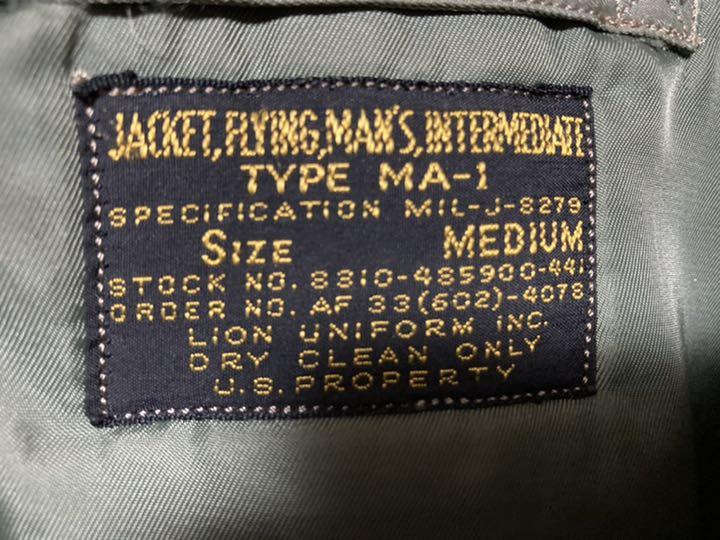 JACKET, FLYING, MAN'S, INTERMEDIATE
TYPE MA-1
SPECIFICATION MIL-J-8279
SIZE MEDIUM
STOCK NO. 8310-485900-441
ORDER NO. AF 33(602)-4078
LION UNIFORM INC.
DRY CLEAN ONLY
U.S. PROPERTY